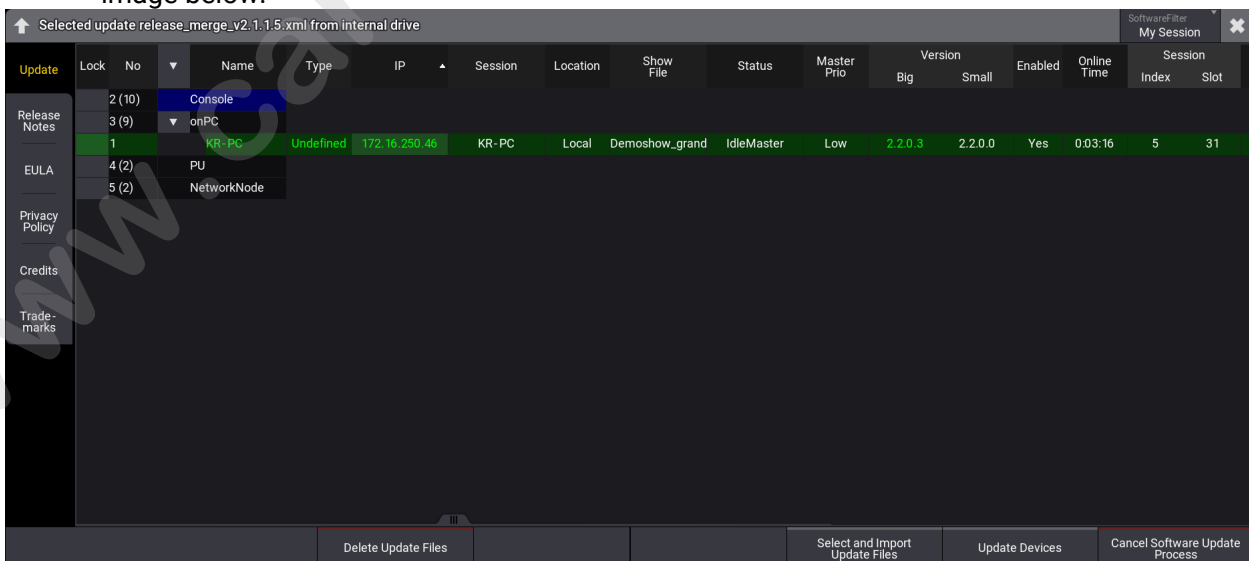 image below:
Selected update release_merge_v2.1.1.5.xml from internal drive
SoftwareFilter
My Session
Update
Lock No Name Type IP Session Location Show File Status Master Prio Version Big Small Enabled Online Time Session Index Slot
2 (10) Console
Release Notes
3 (9) onPC
1 KR-PC Undefined 172.16.250.46 KR-PC Local Demoshow_grand IdleMaster Low 2.2.0.3 2.2.0.0 Yes 0:03:16 5 31
EULA
4 (2) PU
5 (2) NetworkNode
Privacy Policy
Credits
Trade-
marks
www.car
Delete Update Files
Select and Import
Update Files
Update Devices
Cancel Software Update
Process